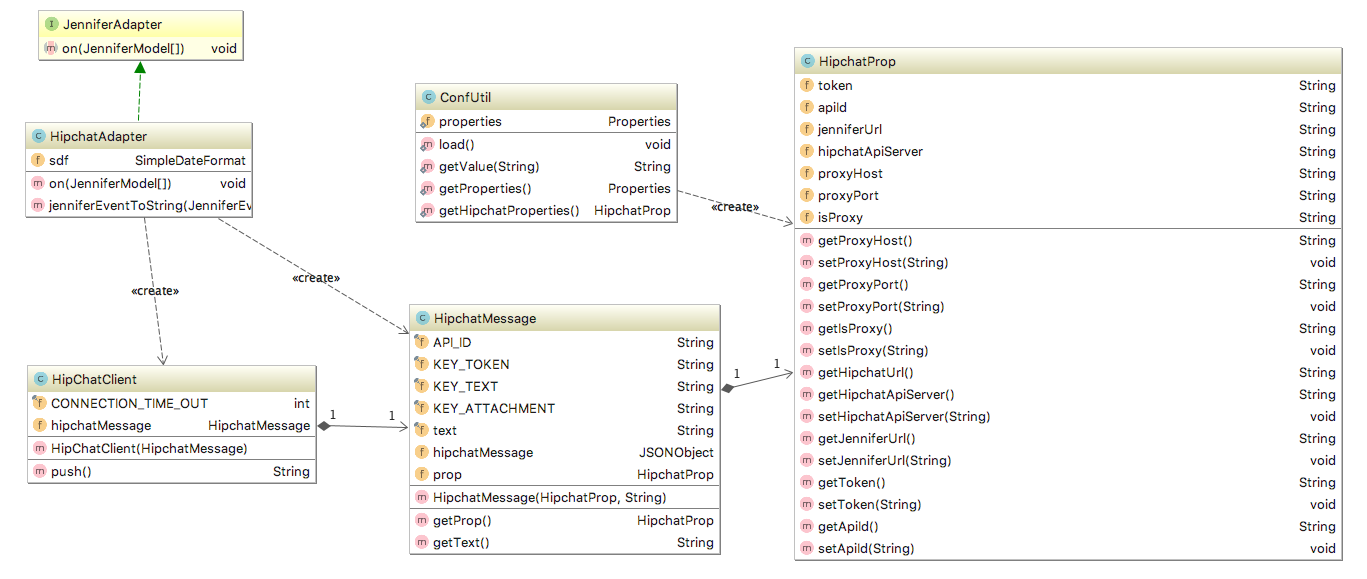 JenniferAdapter
on(JenniferModel[]) void
HipchatAdapter
sdf SimpleDateFormat
on(JenniferModel[]) void
jenniferEventToString(JenniferEv
«create»
«create»
HipChatClient
CONNECTION_TIME_OUT int
hipchatMessage HipchatMessage
HipChatClient(HipchatMessage)
push() String
1
1
ConfUtil
properties Properties
load() void
getValue(String) String
getProperties() Properties
getHipchatProperties() HipchatProp
«create»
HipchatMessage
API_ID String
KEY_TOKEN String
KEY_TEXT String
KEY_ATTACHMENT String
text String
hipchatMessage JSONObject
prop HipchatProp
HipchatMessage(HipchatProp, String)
getProp() HipchatProp
getText() String
1
1
HipchatProp
token String
apiId String
jenniferUrl String
hipchatApiServer String
proxyHost String
proxyPort String
isProxy String
getProxyHost() String
setProxyHost(String) void
getProxyPort() String
setProxyPort(String) void
getIsProxy() String
setIsProxy(String) void
getHipchatUrl() String
getHipchatApiServer() String
setHipchatApiServer(String) void
getJenniferUrl() String
setJenniferUrl(String) void
getToken() String
setToken(String) void
getApiId() String
setApiId(String) void